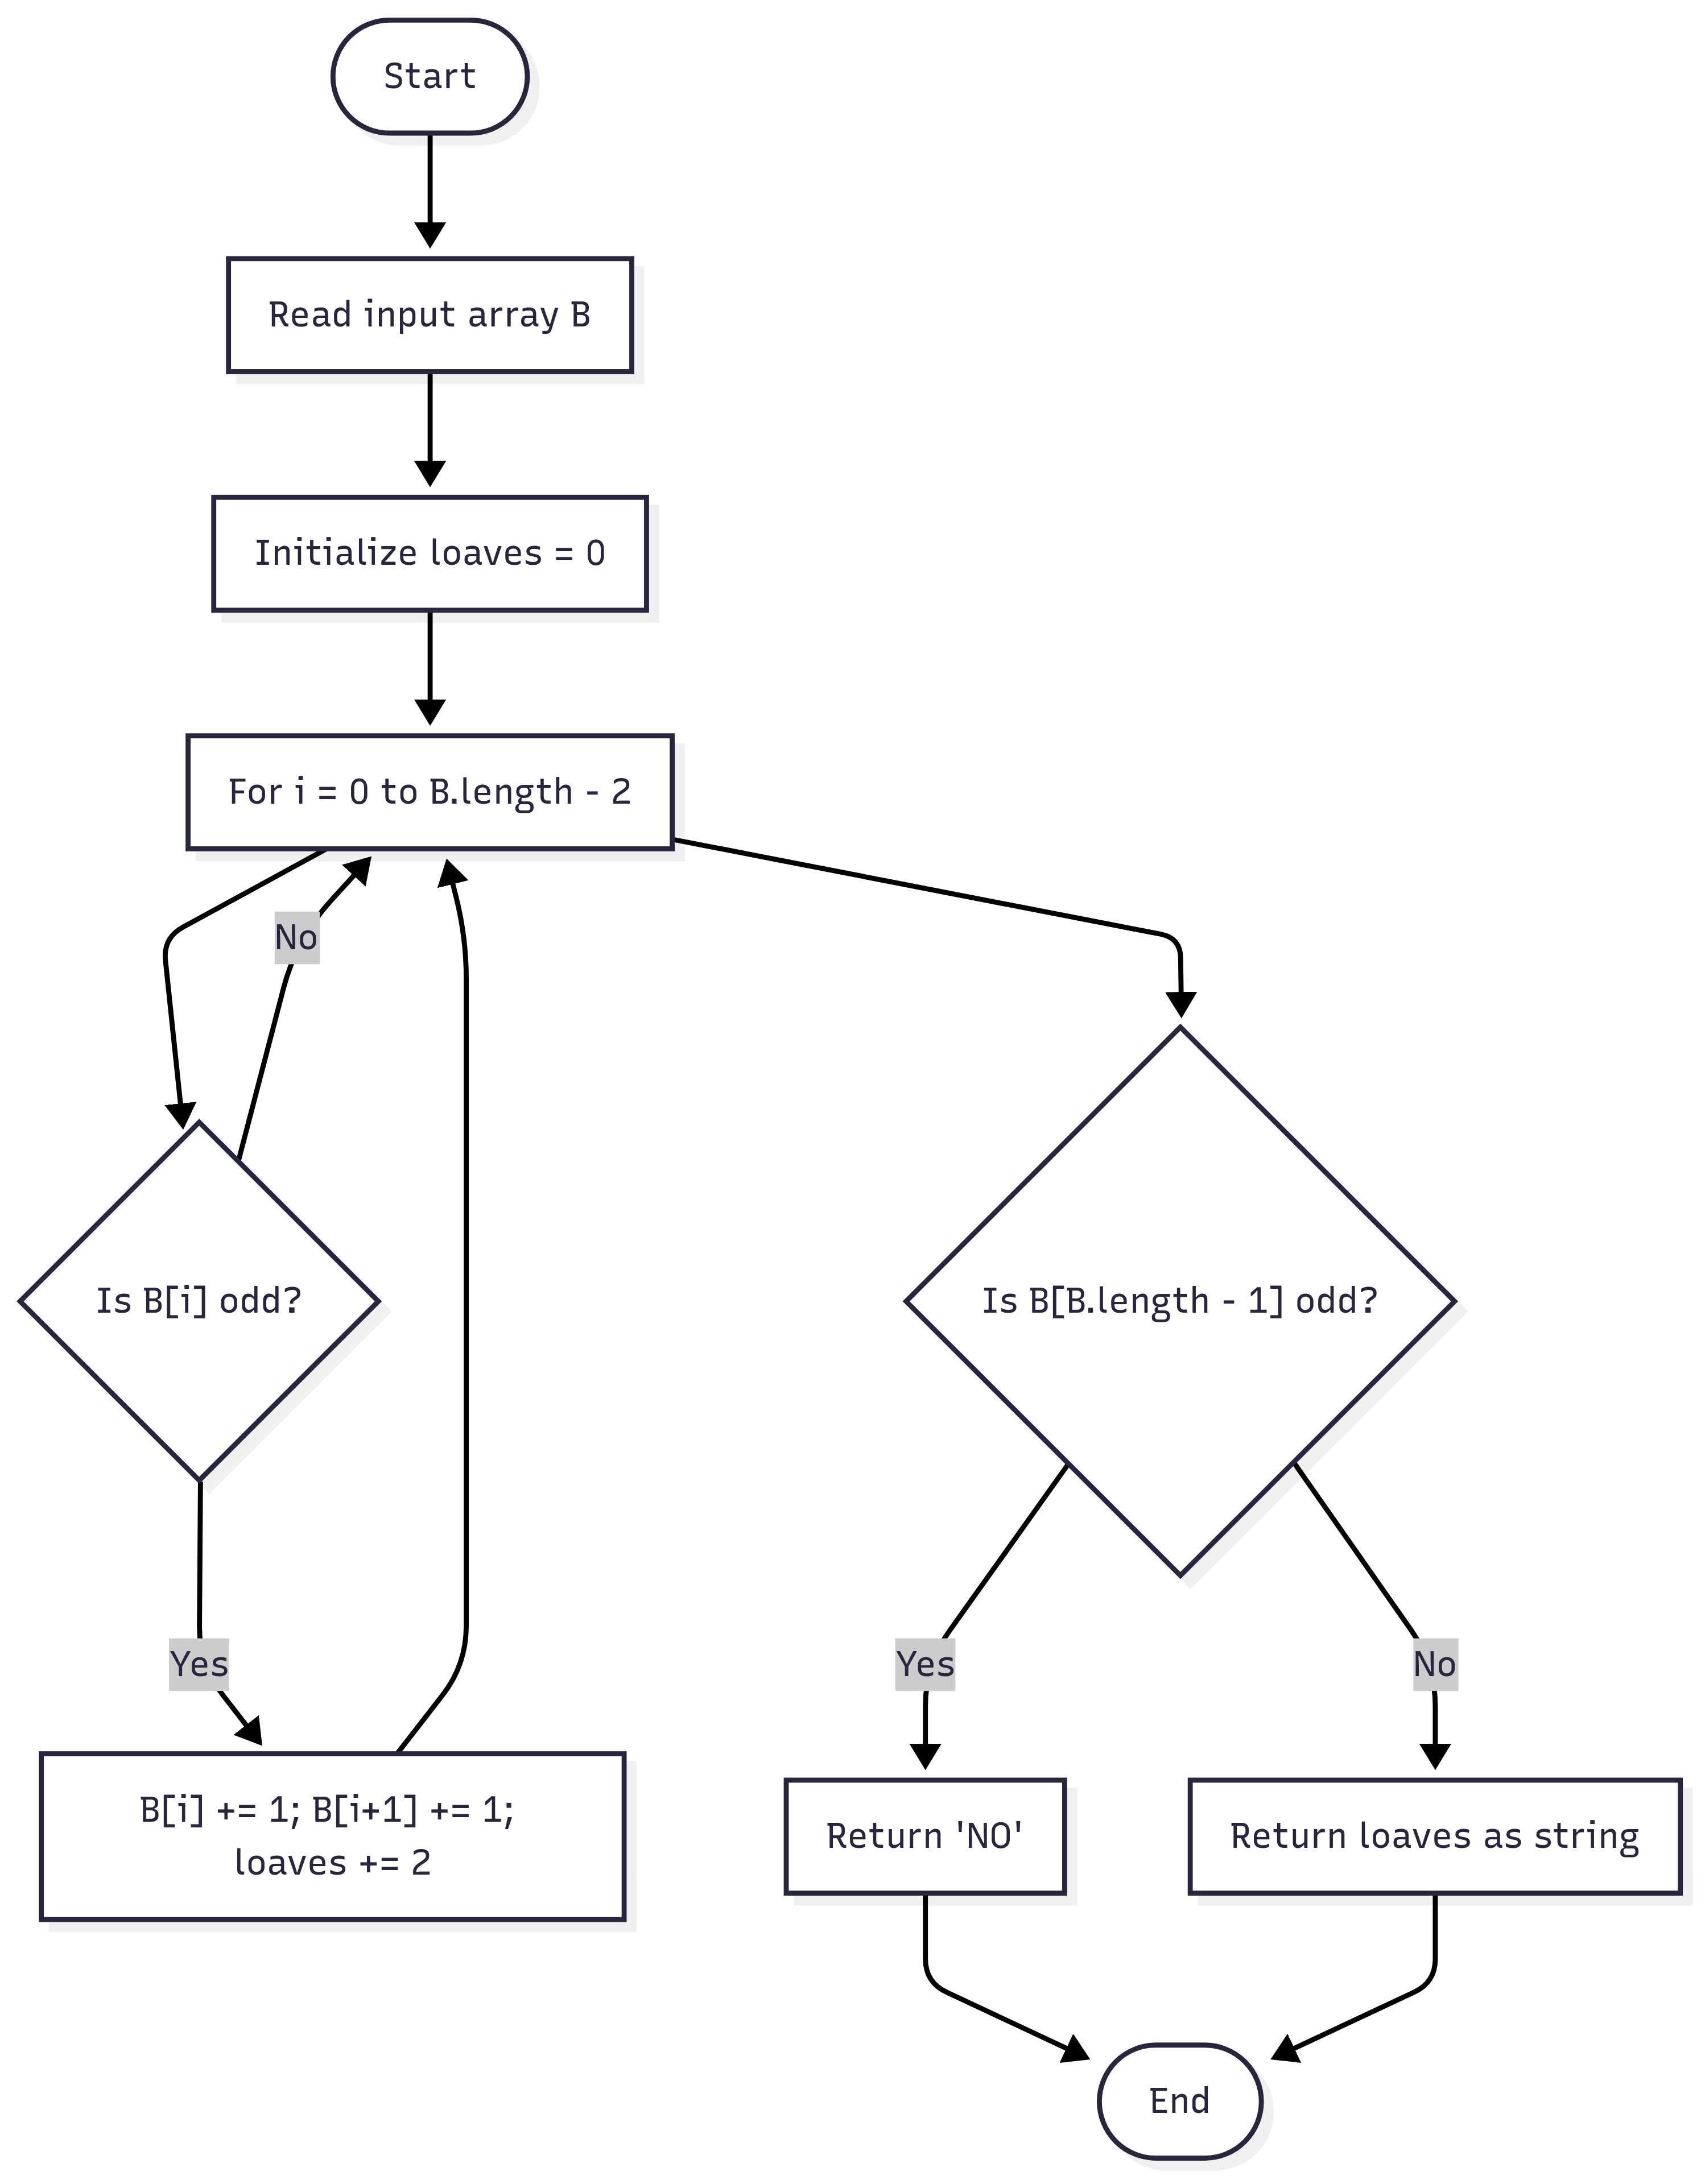 Start
Read input array B
Initialize loaves = 0
For i = 0 to B.length - 2
No
Is B[i] odd?
Is B[B.length - 1] odd?
Yes
Yes
No
B[i] += 1; B[i+1] += 1;
loaves += 2
Return 'NO'
Return loaves as string
End